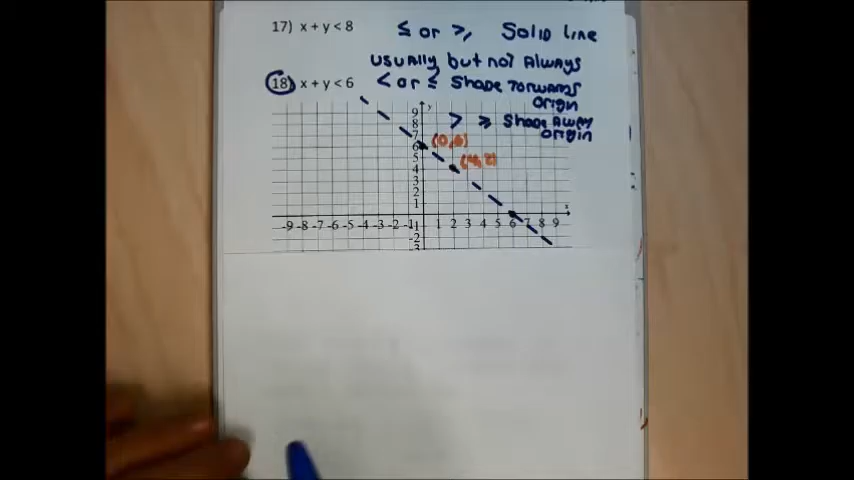 17) x + y < 8
≤ or ≥, Solid line
usually but not Always
18) x + y < 6
< or ≤ Shade Towards
origin
> ≥ Shade Away
origin
y
9
8
7
6
5
4
3
2
1
(0,6)
(4,2)
x
-9 -8 -7 -6 -5 -4 -3 -2 -1 1 2 3 4 5 6 7 8 9
-1
-2